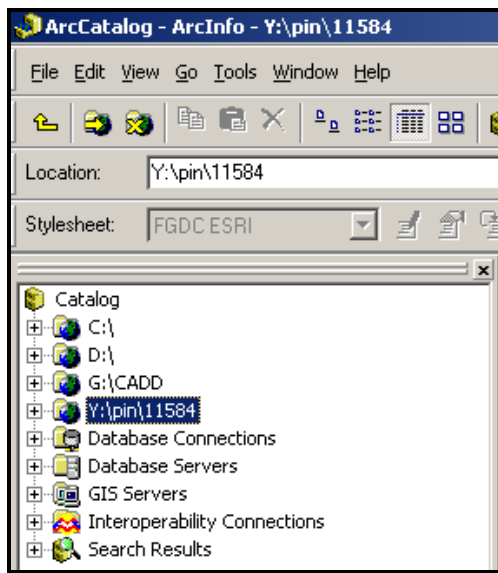 ArcCatalog - ArcInfo - Y:\pin\11584
File Edit View Go Tools Window Help
Location: Y:\pin\11584
Stylesheet: FGDC ESRI
Catalog
C:\
D:\
G:\CADD
Y:\pin\11584
Database Connections
Database Servers
GIS Servers
Interoperability Connections
Search Results